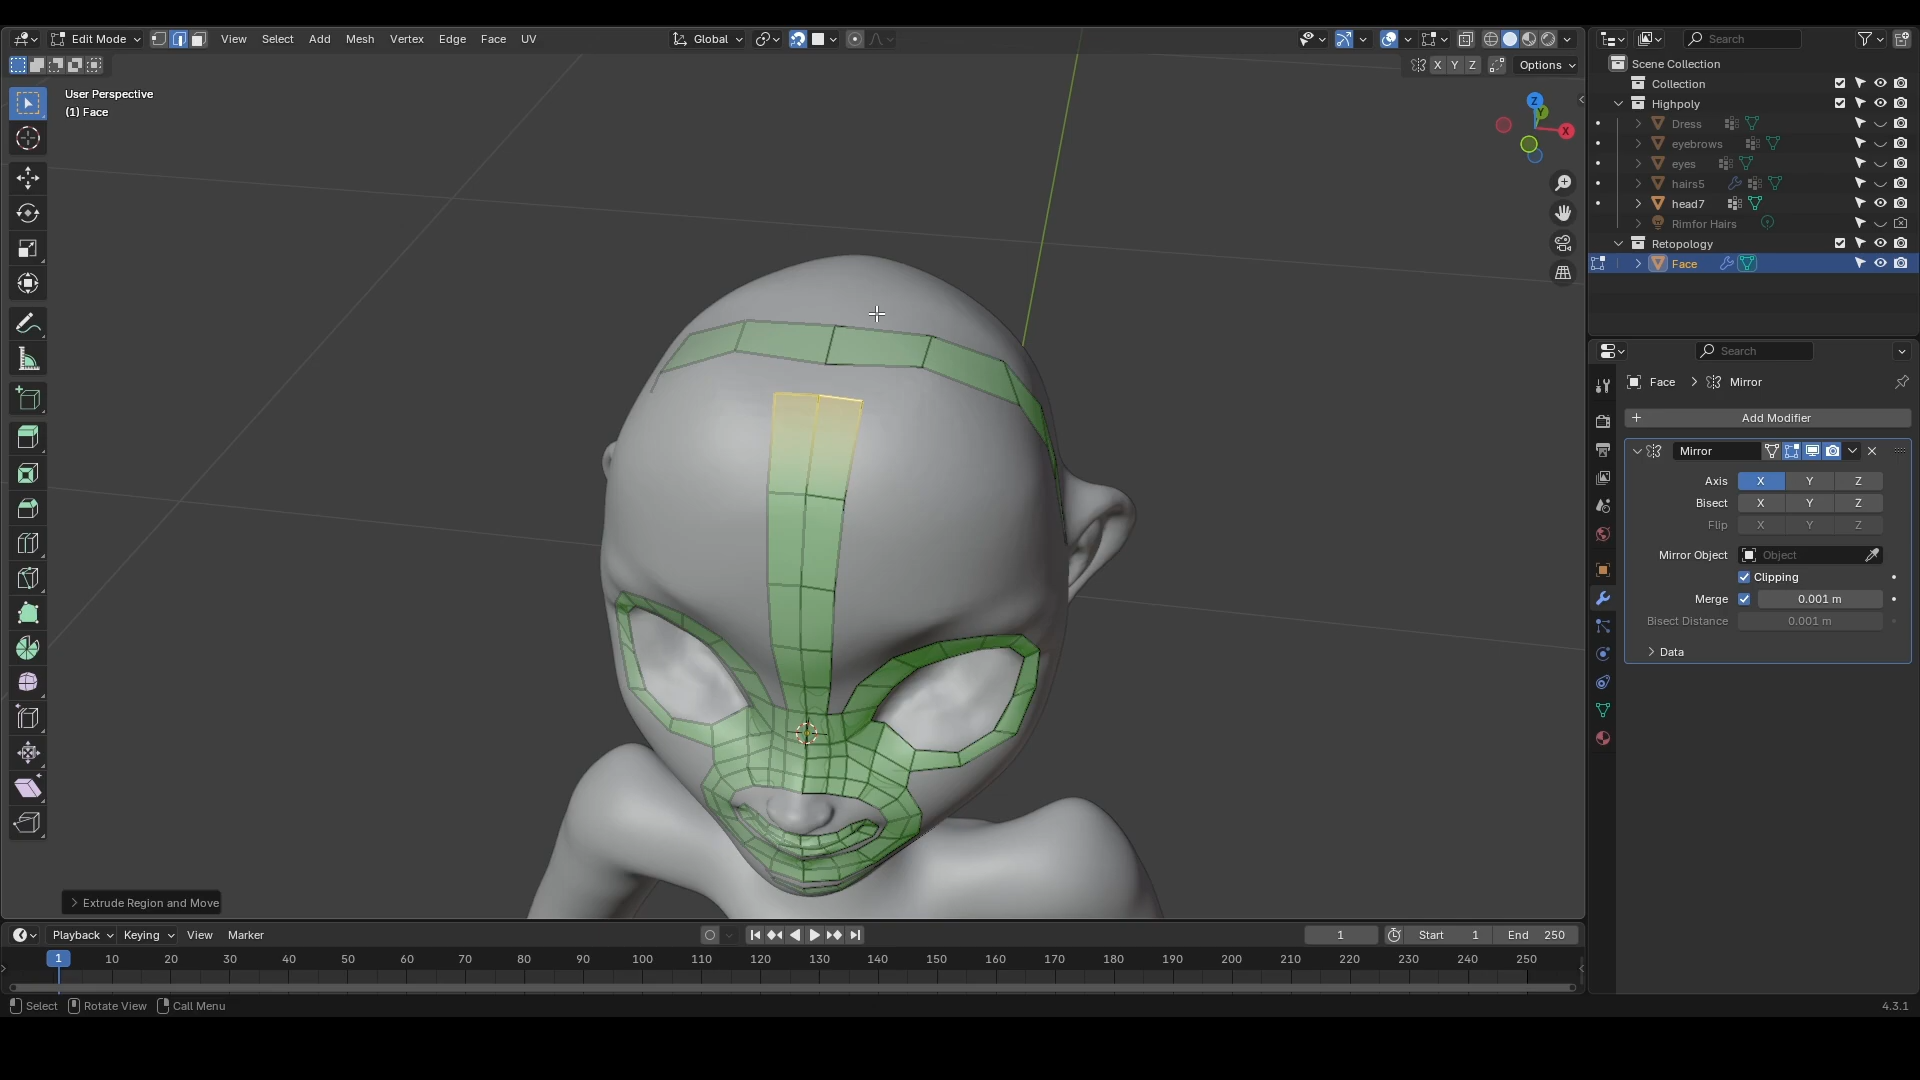 Edit Mode View Select Add Mesh Vertex Edge Face UV
Global
Search
X Y Z Options
Scene Collection
User Perspective
(1) Face
Collection
Highpoly
Dress
eyebrows
eyes
hairs5
head7
Rimfor Hairs
Retopology
Face
Z
Y
X
Search
Face Mirror
+ Add Modifier
Mirror
Axis X Y Z
Bisect X Y Z
Flip X Y Z
Mirror Object Object
Clipping
Merge 0.001 m
Bisect Distance 0.001 m
Data
Extrude Region and Move
Playback Keying View Marker
1
Start 1
End 250
1 10 20 30 40 50 60 70 80 90 100 110 120 130 140 150 160 170 180 190 200 210 220 230 240 250
Select Rotate View Call Menu
4.3.1